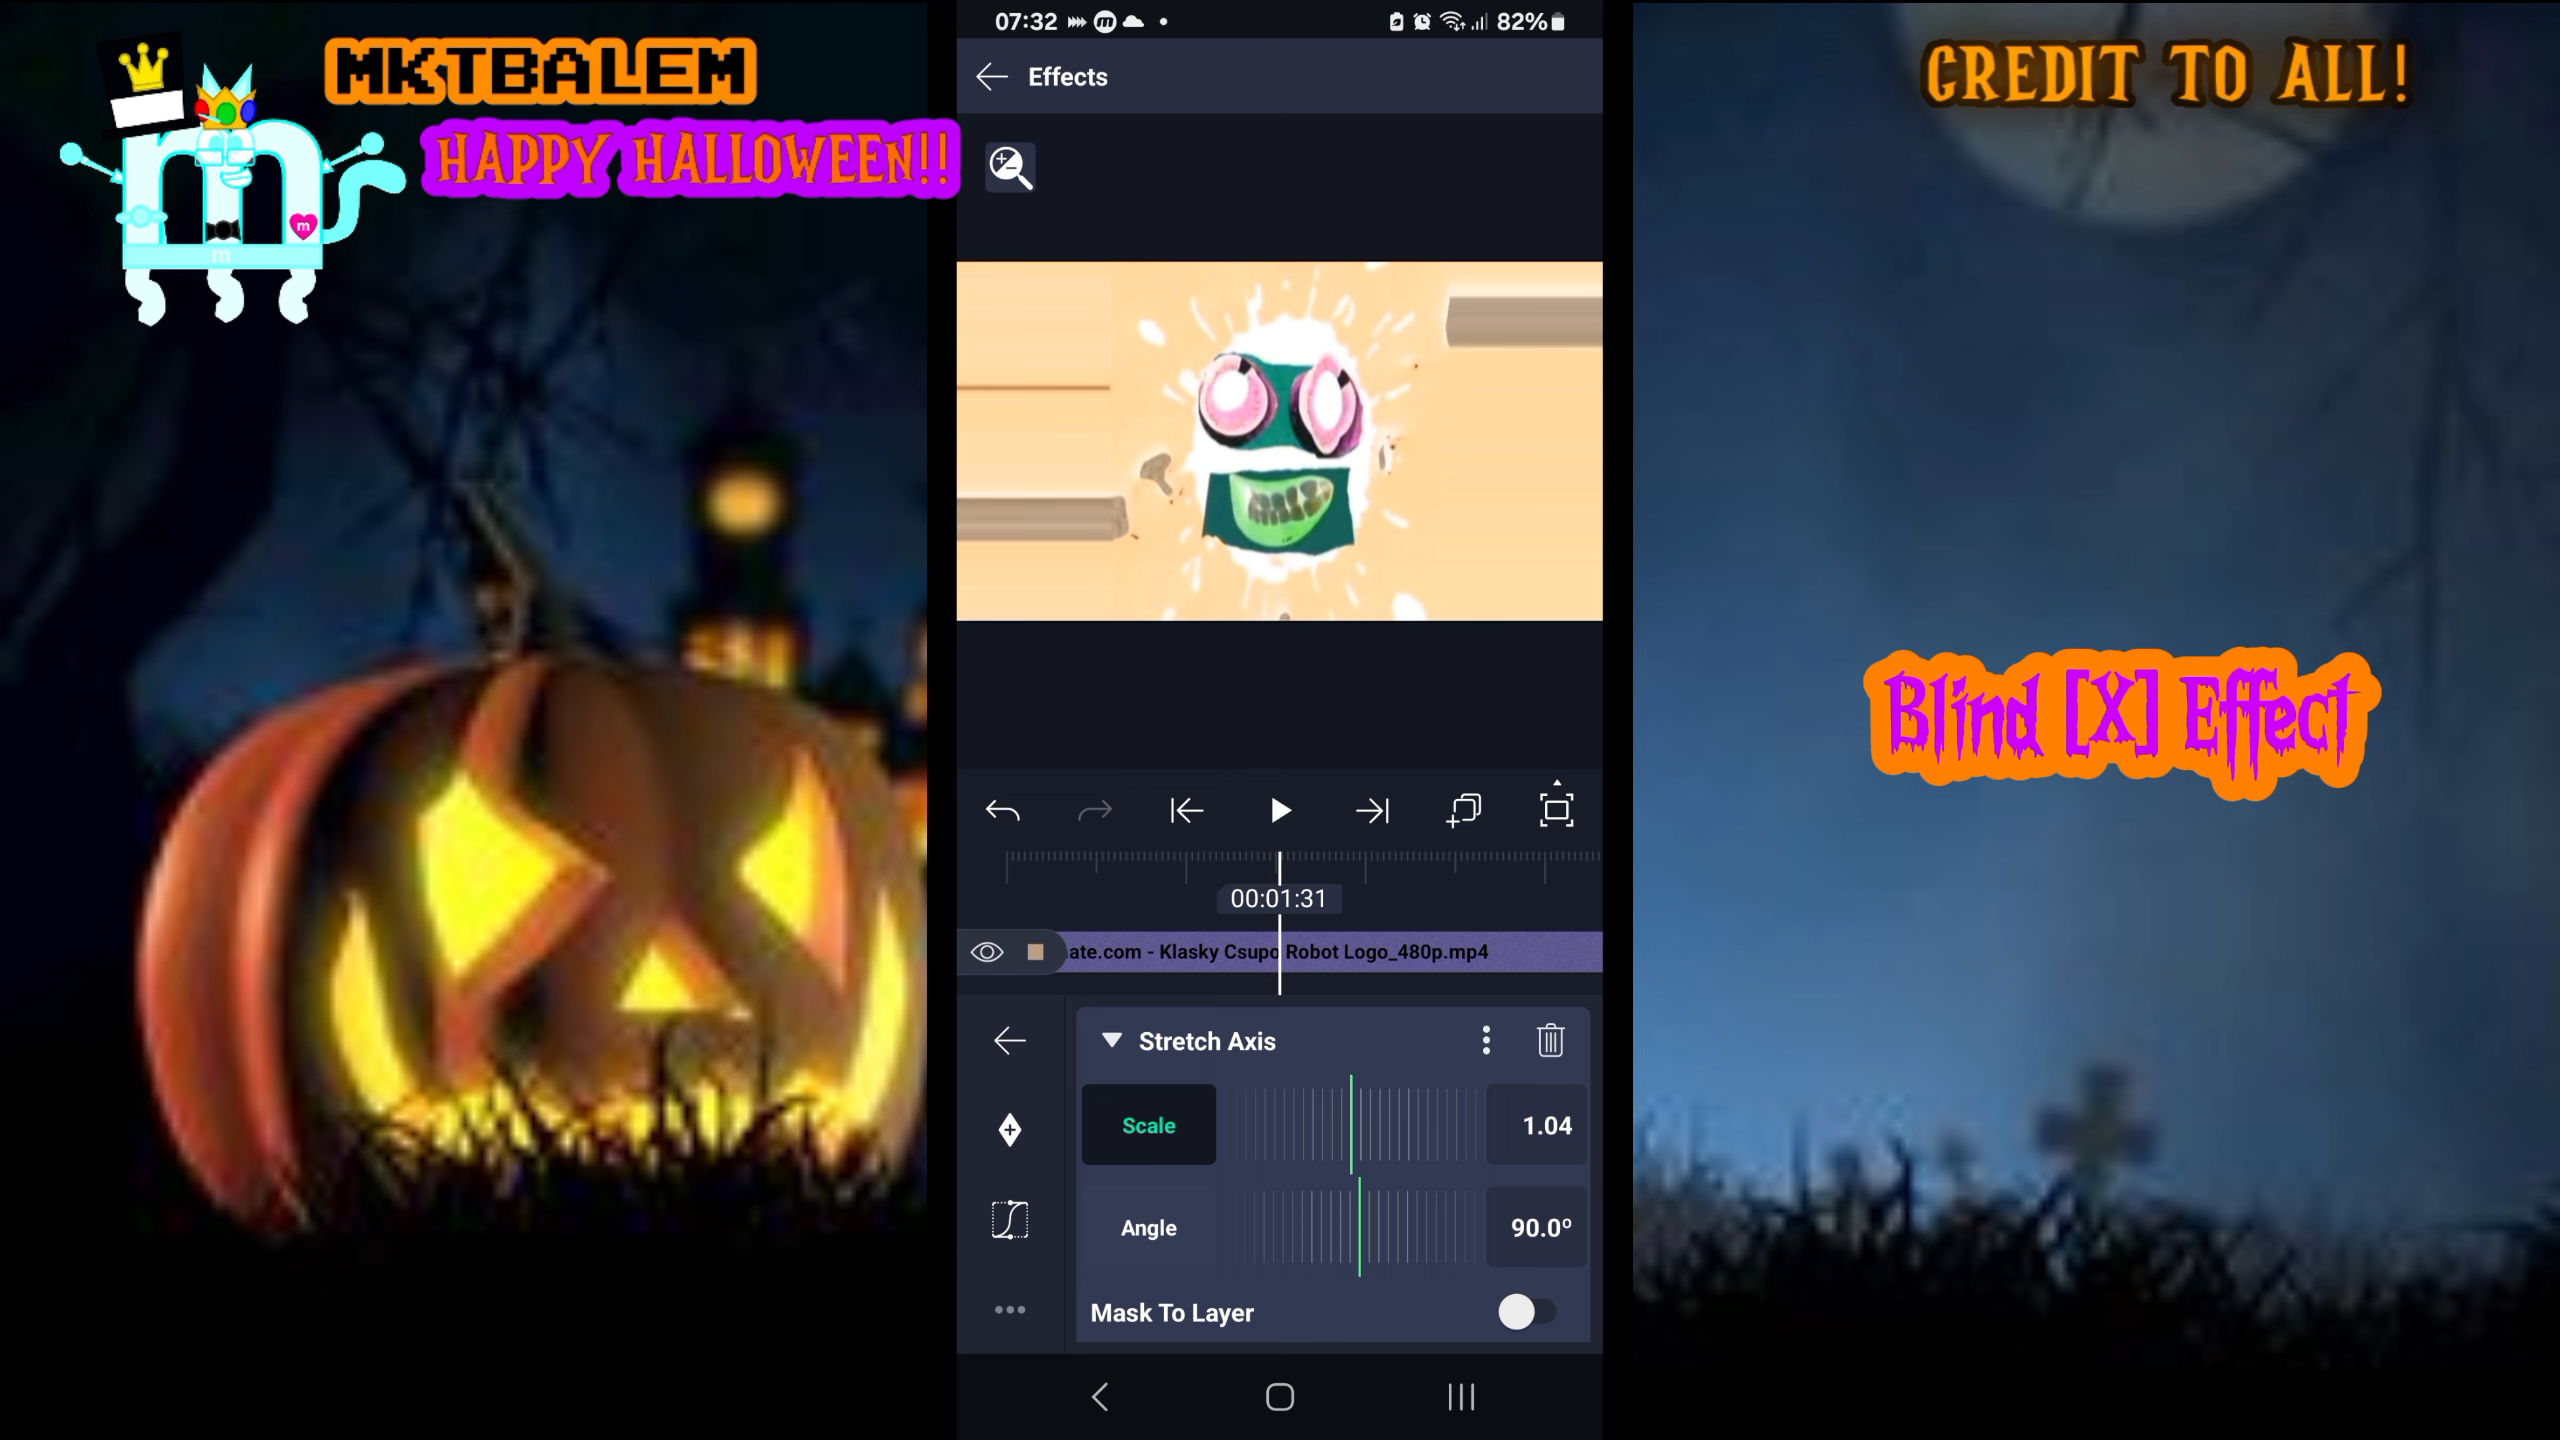 MKTBALEM
HAPPY HALLOWEEN!!
m
m
07:32
82%
Effects
CREDIT TO ALL!
Blind [X] Effect
00:01:31
ate.com - Klasky Csupo Robot Logo_480p.mp4
Stretch Axis
Scale
1.04
Angle
90.0º
Mask To Layer